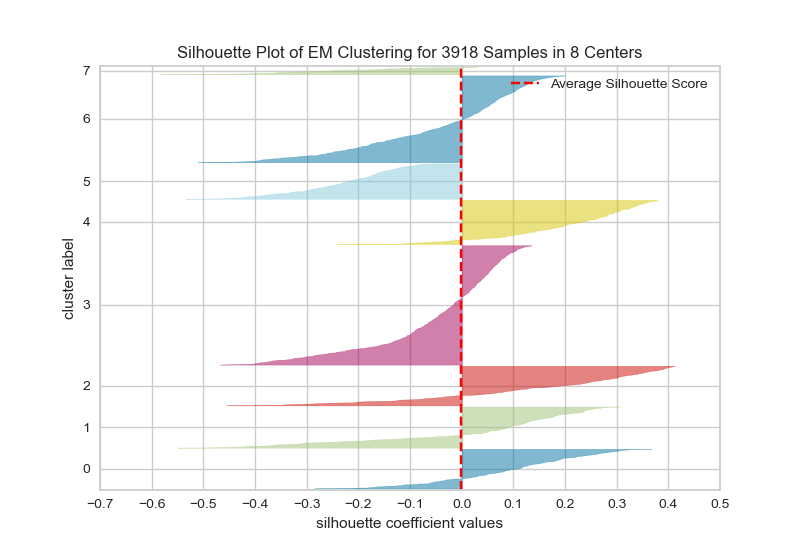 Silhouette Plot of EM Clustering for 3918 Samples in 8 Centers
Average Silhouette Score
7
6
5
4
3
2
1
0
cluster label
−0.7 −0.6 −0.5 −0.4 −0.3 −0.2 −0.1 0.0 0.1 0.2 0.3 0.4 0.5
silhouette coefficient values